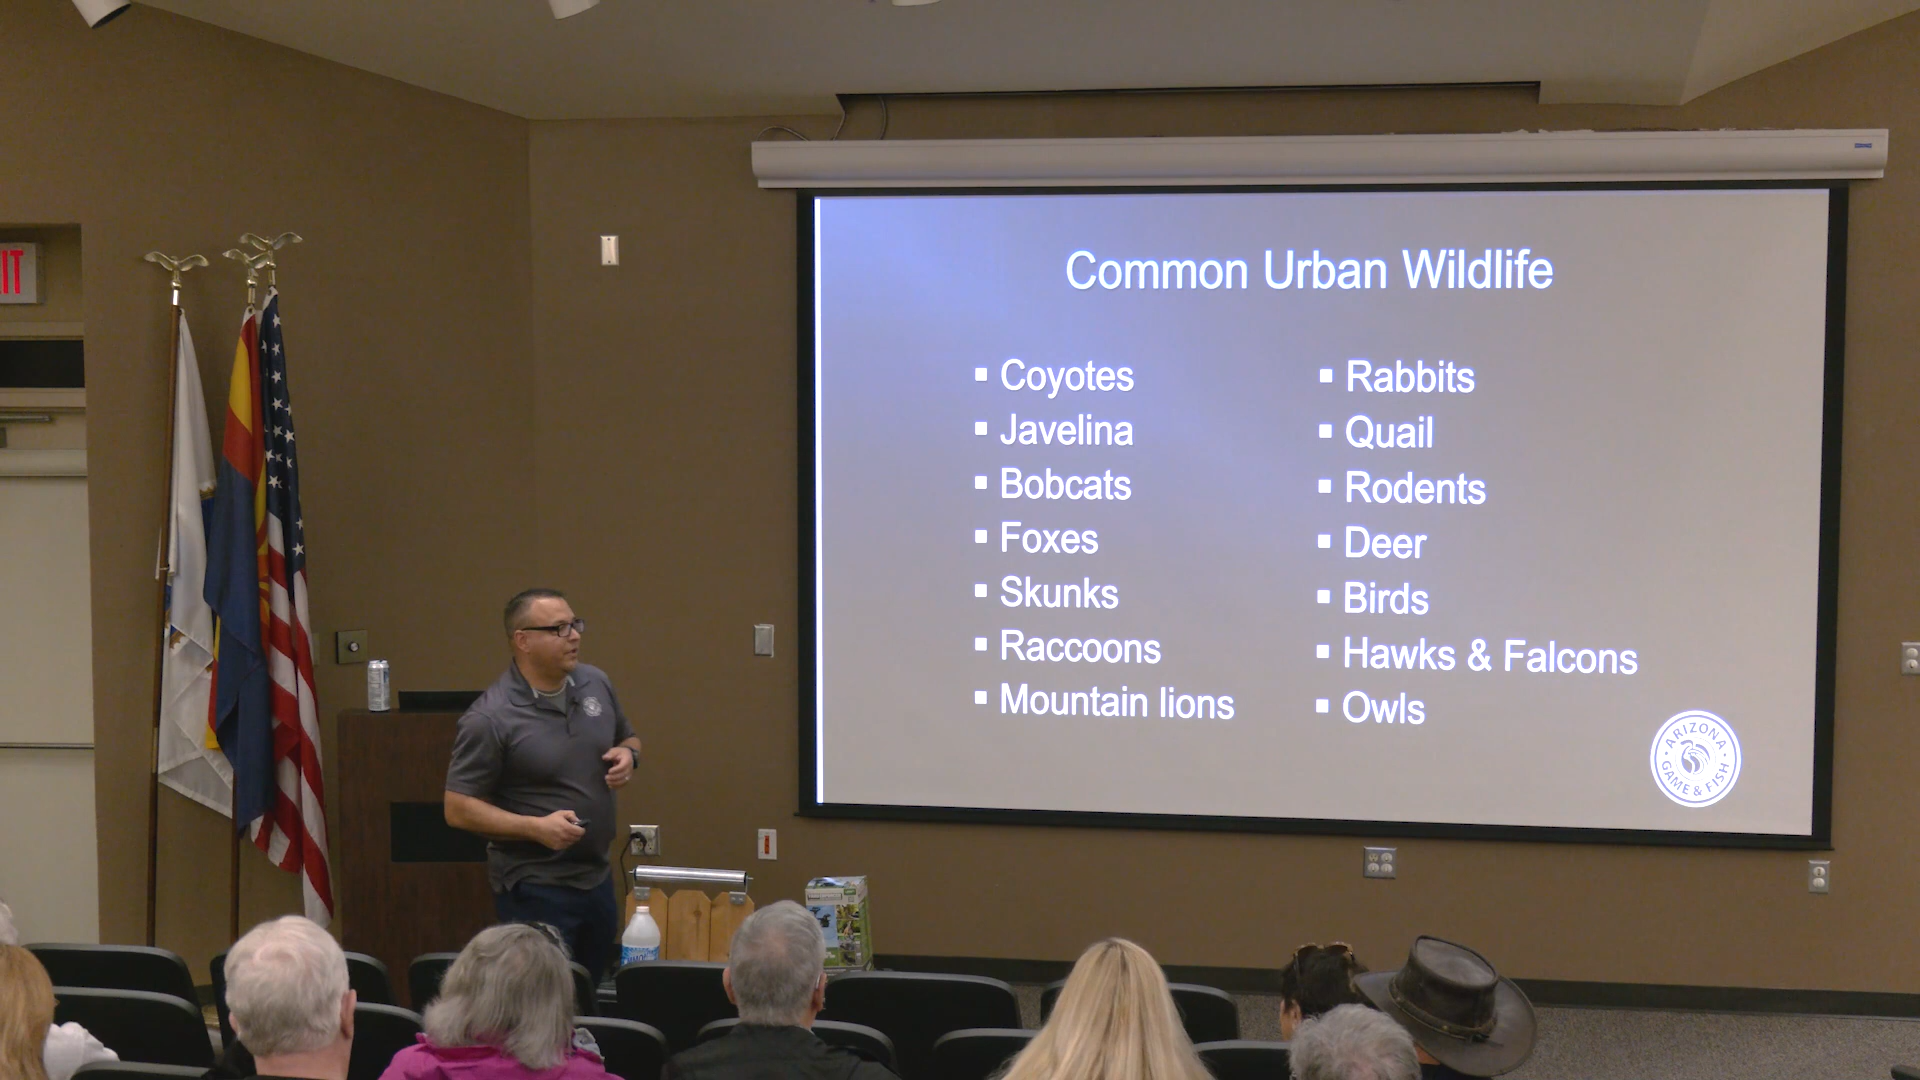 IT
Common Urban Wildlife
▪ Coyotes
▪ Javelina
▪ Bobcats
▪ Foxes
▪ Skunks
▪ Raccoons
▪ Mountain lions
▪ Rabbits
▪ Quail
▪ Rodents
▪ Deer
▪ Birds
▪ Hawks & Falcons
▪ Owls
ARIZONA
GAME & FISH